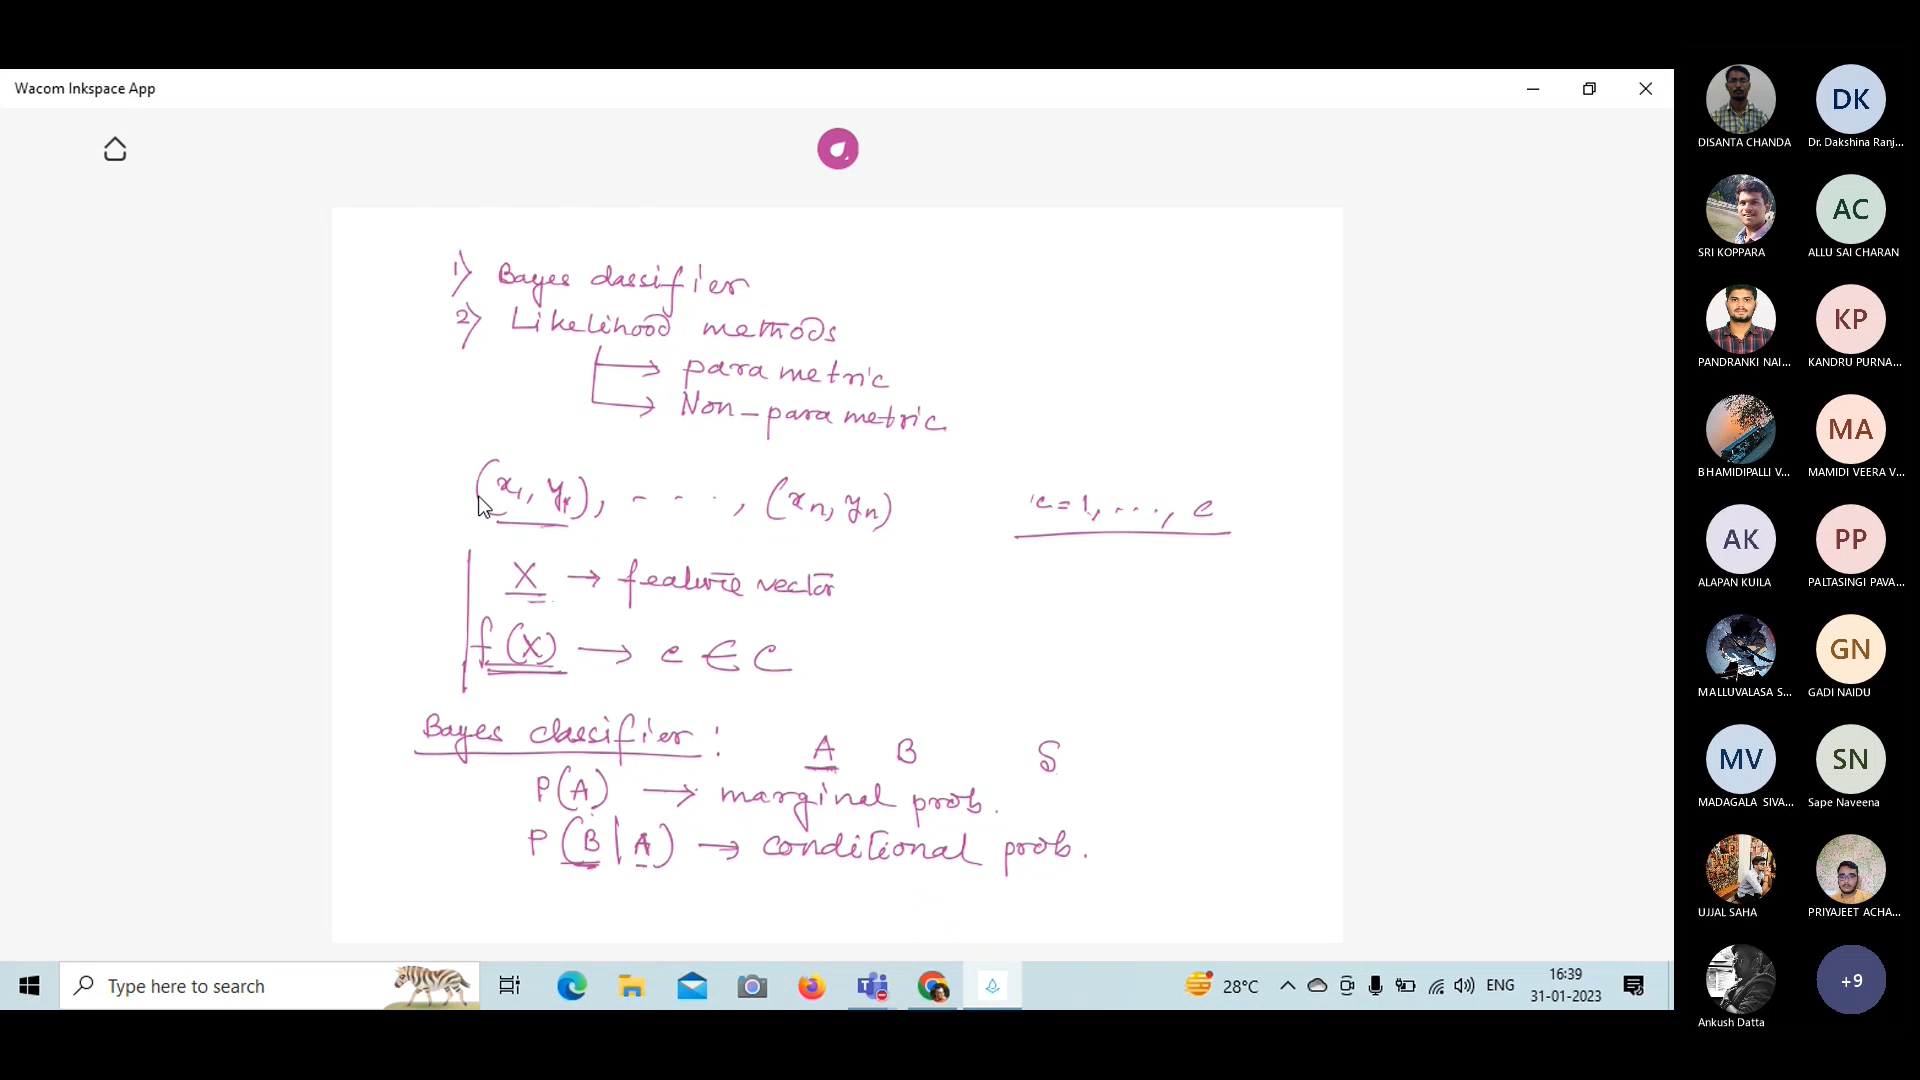 Wacom Inkspace App
1) Bayes classifier
2) Likelihood methods
→ parametric
→ Non-parametric
(x₁, y₁), - - - , (xₙ, yₙ) c=1, ..., C
X → feature vector
f(X) → c ∈ C
Bayes classifier : A B S
P(A) → marginal prob.
P(B|A) → conditional prob.
Type here to search
28°C
ENG
16:39
31-01-2023
DISANTA CHANDA
DK
Dr. Dakshina Ranj...
SRI KOPPARA
AC
ALLU SAI CHARAN
PANDRANKI NAI...
KP
KANDRU PURNA...
BHAMIDIPALLI V...
MA
MAMIDI VEERA V...
AK
ALAPAN KUILA
PP
PALTASINGI PAVA...
MALLUVALASA S...
GN
GADI NAIDU
MV
MADAGALA SIVA...
SN
Sape Naveena
UJJAL SAHA
PRIYAJEET ACHA...
Ankush Datta
+9